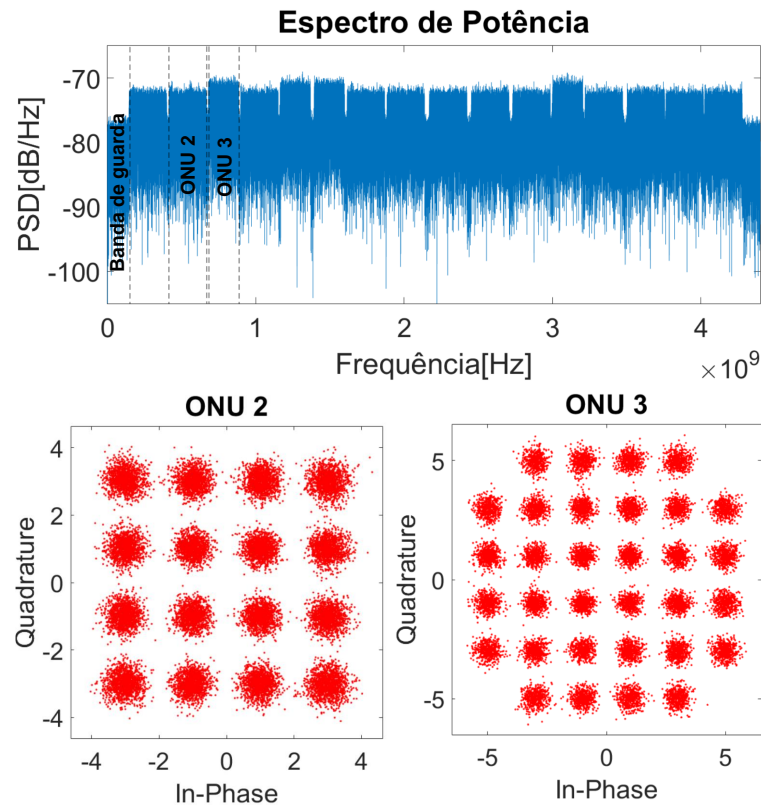 Espectro de Potência
PSD[dB/Hz]
-70
-80
-90
-100
Banda de guarda
ONU 2
ONU 3
0
1
2
3
4
×10^9
Frequência[Hz]
ONU 2
Quadrature
4
2
0
-2
-4
-4
-2
0
2
4
In-Phase
ONU 3
Quadrature
5
0
-5
-5
0
5
In-Phase